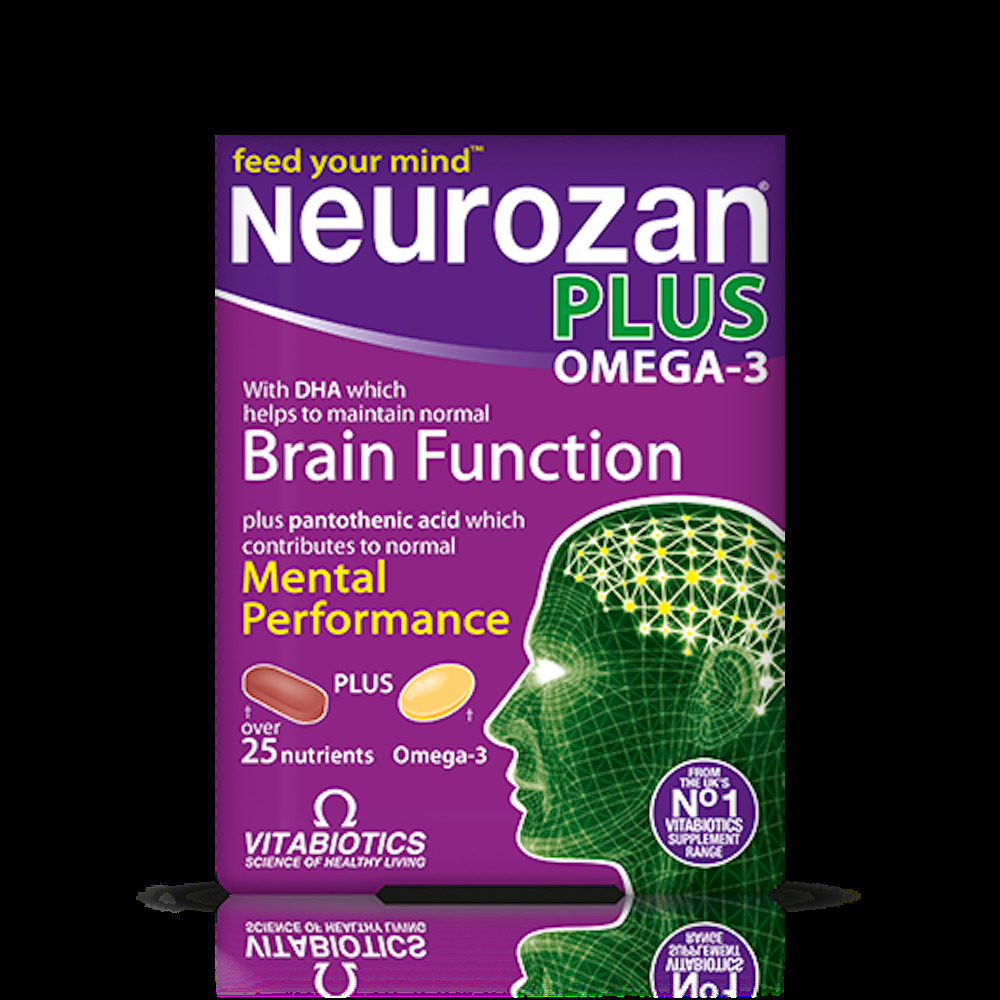 feed your mind™
Neurozan®
PLUS
OMEGA-3
With DHA which
helps to maintain normal
Brain Function
plus pantothenic acid which
contributes to normal
Mental
Performance
PLUS
† †
over
25 nutrients Omega-3
Ω
VITABIOTICS
SCIENCE OF HEALTHY LIVING
FROM
THE UK'S
Nº1
VITABIOTICS
SUPPLEMENT
RANGE